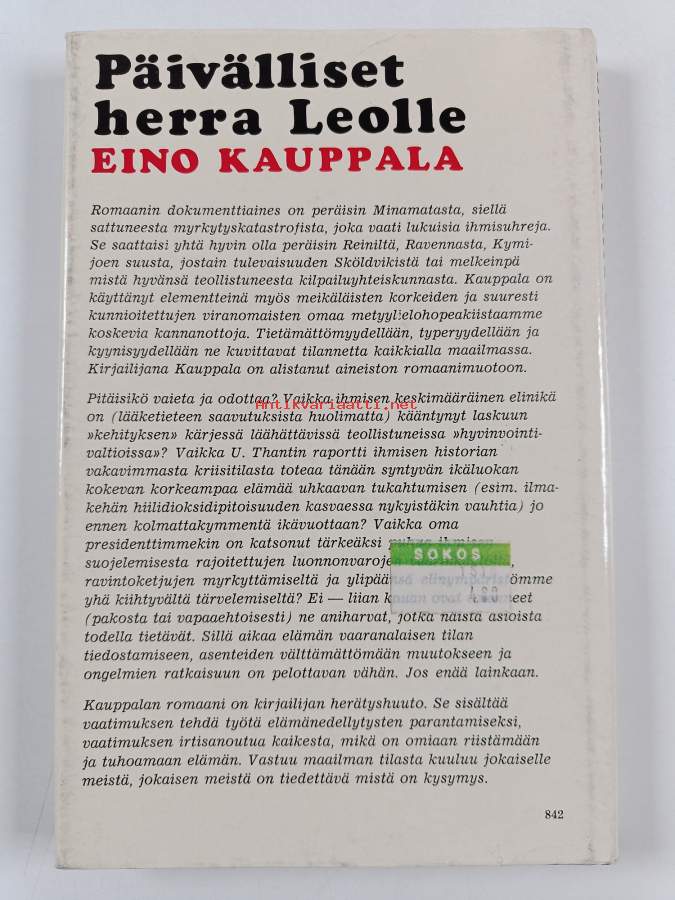 Päivälliset
herra Leolle
EINO KAUPPALA
Romaanin dokumenttiaines on peräisin Minamatasta, siellä
sattuneesta myrkytyskatastrofista, joka vaati lukuisia ihmisuhreja.
Se saattaisi yhtä hyvin olla peräisin Reiniltä, Ravennasta, Kymi-
joen suusta, jostain tulevaisuuden Sköldvikistä tai melkeinpä
mistä hyvänsä teollistuneesta kilpailuyhteiskunnasta. Kauppala on
käyttänyt elementteinä myös meikäläisten korkeiden ja suuresti
kunnioitettujen viranomaisten omaa metyylielohopeakiistaamme
koskevia kannanottoja. Tietämättömyydellään, typeryydellään ja
kyynisyydellään ne kuvittavat tilannetta kaikkialla maailmassa.
Kirjailijana Kauppala on alistanut aineiston romaanimuotoon.
Pitäisikö vaieta ja odottaa? Vaikka ihmisen keskimääräinen elinikä
Antikvariaatti.net
on (lääketieteen saavutuksista huolimatta) kääntynyt laskuun
»kehityksen» kärjessä läähättävissä teollistuneissa »hyvinvointi-
valtioissa»? Vaikka U. Thantin raportti ihmisen historian
vakavimmasta kriisitilasta toteaa tänään syntyvän ikäluokan
kokevan korkeampaa elämää uhkaavan tukahtumisen (esim. ilma-
kehän hiilidioksidipitoisuuden kasvaessa nykyistäkin vauhtia) jo
ennen kolmattakymmentä ikävuottaan? Vaikka oma
presidenttimmekin on katsonut tärkeäksi puhua ihmisen
SOKOS
suojelemisesta rajoitettujen luonnonvaroje
ravintoketjujen myrkyttämiseltä ja ylipäänsä elinympäristömme
4,00
yhä kiihtyvältä tärvelemiseltä? Ei — liian k
(pakosta tai vapaaehtoisesti) ne aniharvat, jotka näistä asioista
todella tietävät. Sillä aikaa elämän vaaranalaisen tilan
tiedostamiseen, asenteiden välttämättömään muutokseen ja
ongelmien ratkaisuun on pelottavan vähän. Jos enää lainkaan.
Kauppalan romaani on kirjailijan herätyshuuto. Se sisältää
vaatimuksen tehdä työtä elämänedellytysten parantamiseksi,
vaatimuksen irtisanoutua kaikesta, mikä on omiaan riistämään
ja tuhoamaan elämän. Vastuu maailman tilasta kuuluu jokaiselle
meistä, jokaisen meistä on tiedettävä mistä on kysymys.
842